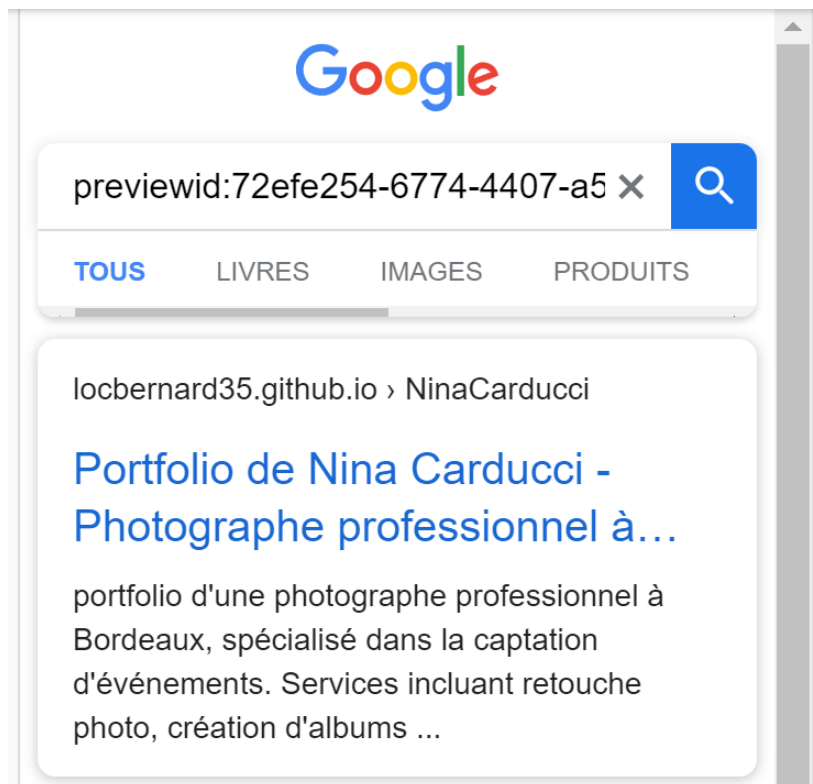 Google
previewid:72efe254-6774-4407-a5
TOUS LIVRES IMAGES PRODUITS
locbernard35.github.io › NinaCarducci
Portfolio de Nina Carducci -
Photographe professionnel à...
portfolio d'une photographe professionnel à
Bordeaux, spécialisé dans la captation
d'événements. Services incluant retouche
photo, création d'albums ...